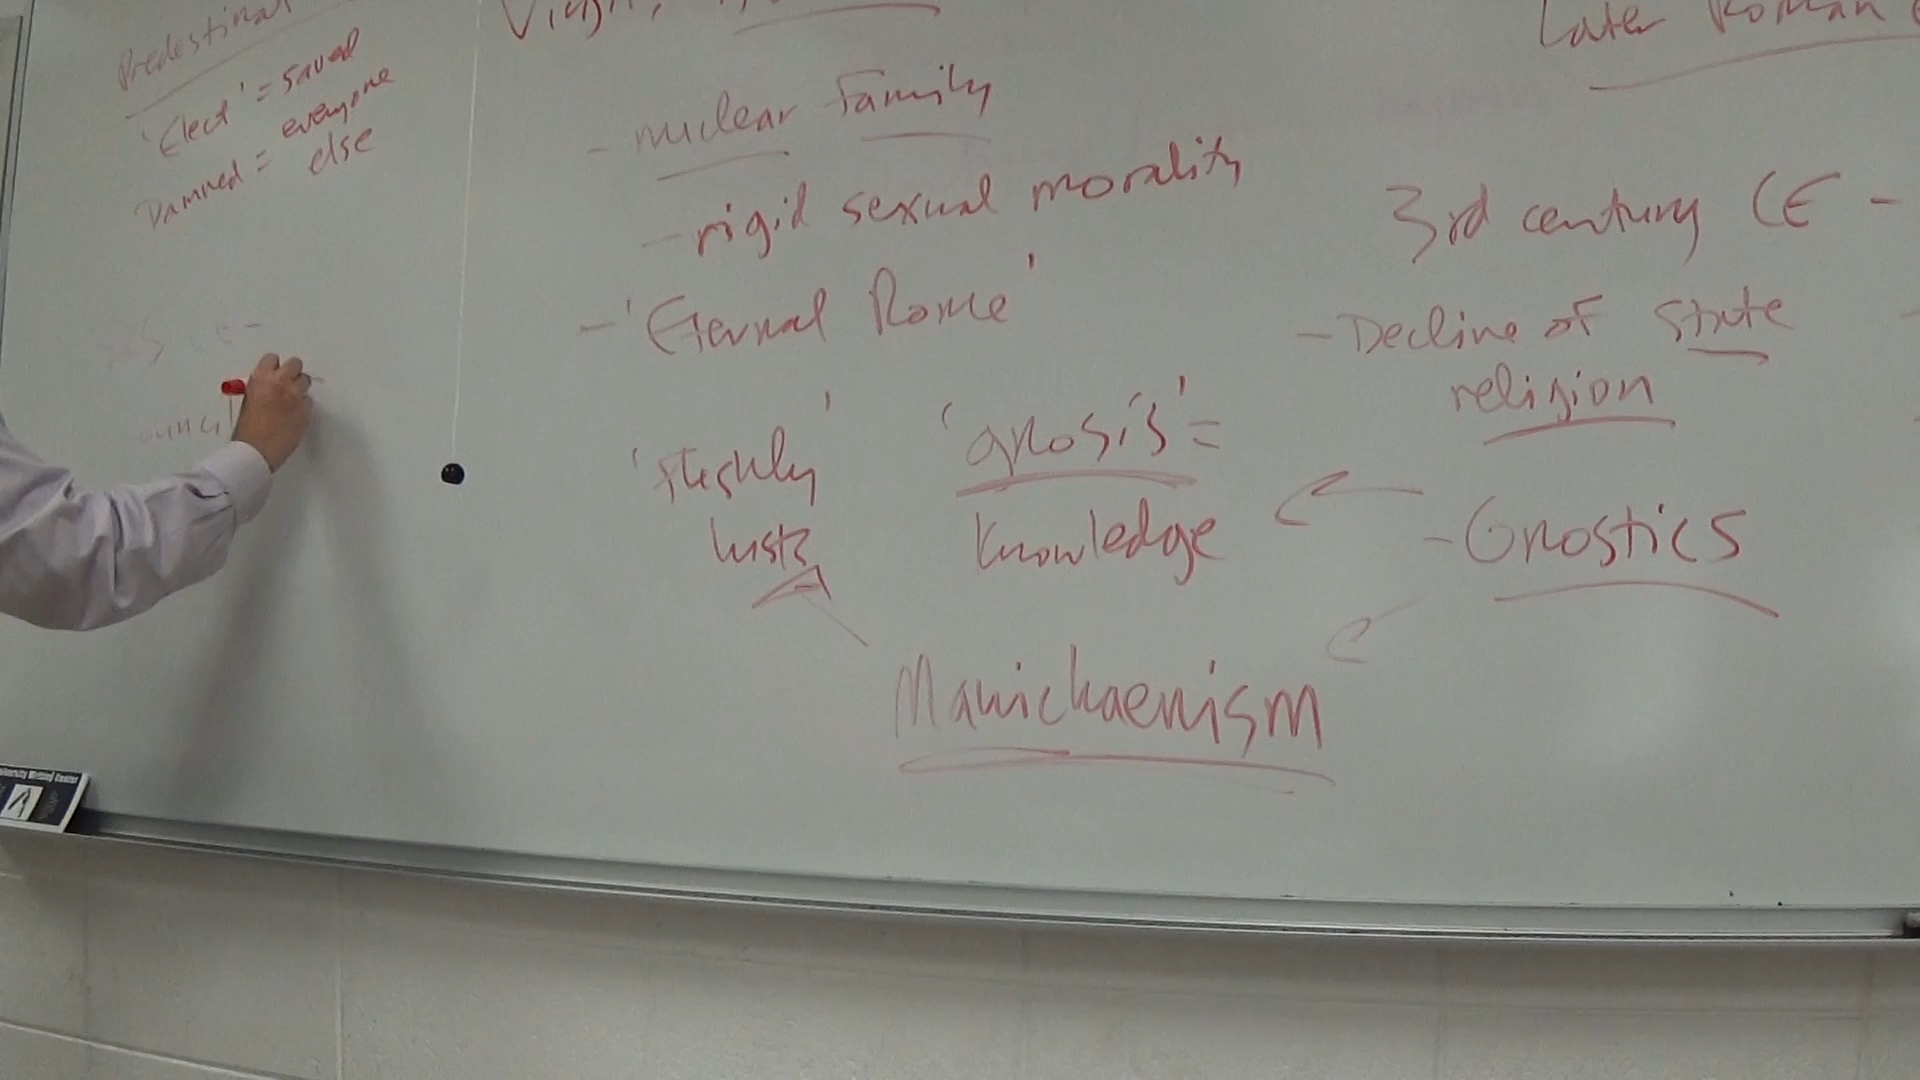 'Elect' = saved
Damned = everyone
else
- nuclear family
- rigid sexual morality
- 'Eternal Rome'
'fleshly'
lusts
'gnosis' =
knowledge
Manichaenism
Later Roman
3rd century CE -
- Decline of state
religion
- Gnostics